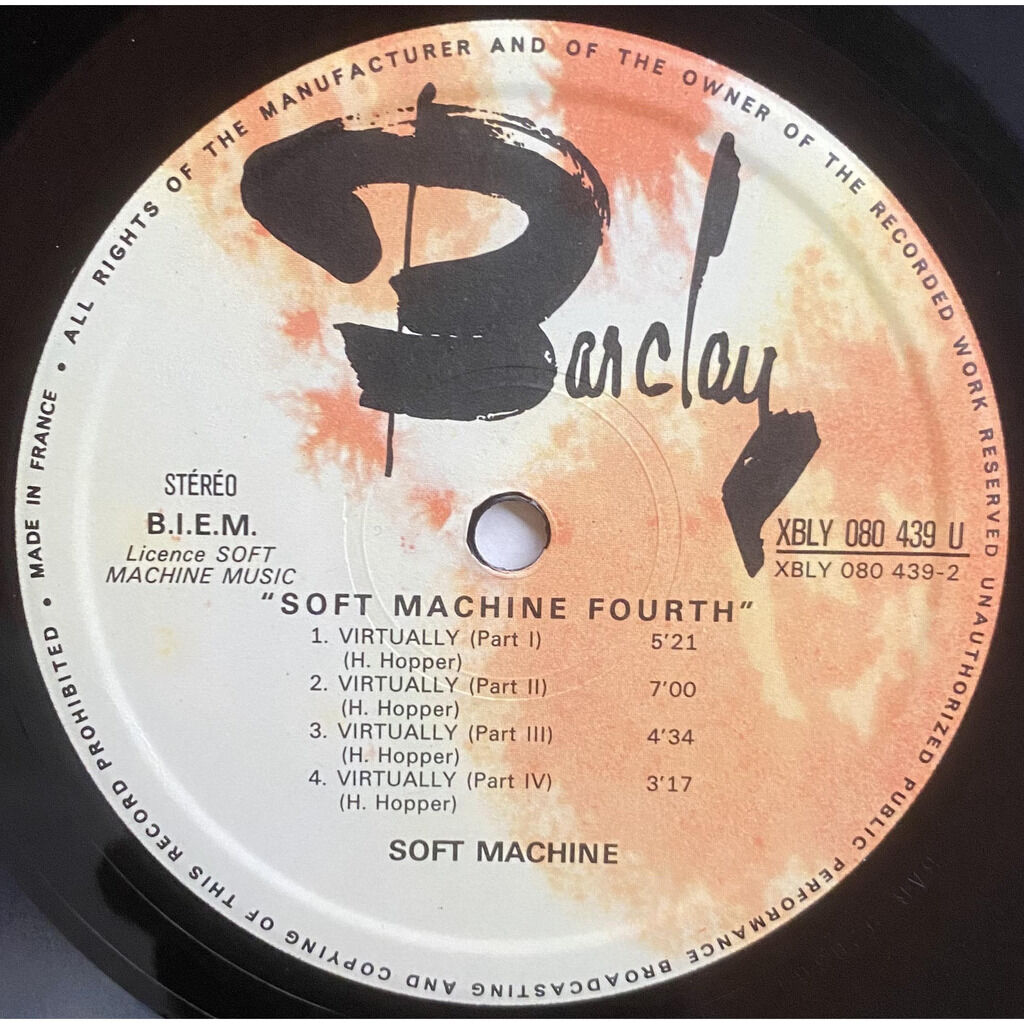 • ALL RIGHTS OF THE MANUFACTURER AND OF THE OWNER OF THE RECORDED WORK RESERVED UNAUTHORIZED PUBLIC PERFORMANCE BROADCASTING AND COPYING OF THIS RECORD PROHIBITED • MADE IN FRANCE
Barclay
STÉRÉO
B.I.E.M.
Licence SOFT
MACHINE MUSIC
XBLY 080 439 U
XBLY 080 439-2
"SOFT MACHINE FOURTH"
1. VIRTUALLY (Part I) 5'21
(H. Hopper)
2. VIRTUALLY (Part II) 7'00
(H. Hopper)
3. VIRTUALLY (Part III) 4'34
(H. Hopper)
4. VIRTUALLY (Part IV) 3'17
(H. Hopper)
SOFT MACHINE